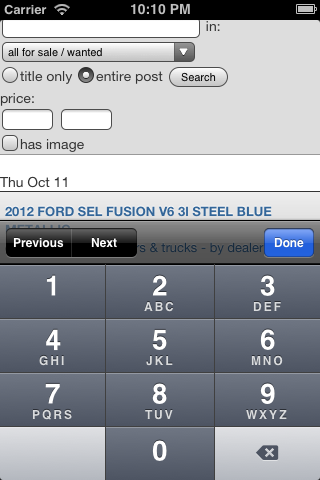 Carrier 10:10 PM
in:
all for sale / wanted
title only entire post Search
price:
has image
Thu Oct 11
2012 FORD SEL FUSION V6 3I STEEL BLUE
METALLIC
Previous Next rs & trucks - by dealer Done
1 2 ABC 3 DEF
4 GHI 5 JKL 6 MNO
7 PQRS 8 TUV 9 WXYZ
0